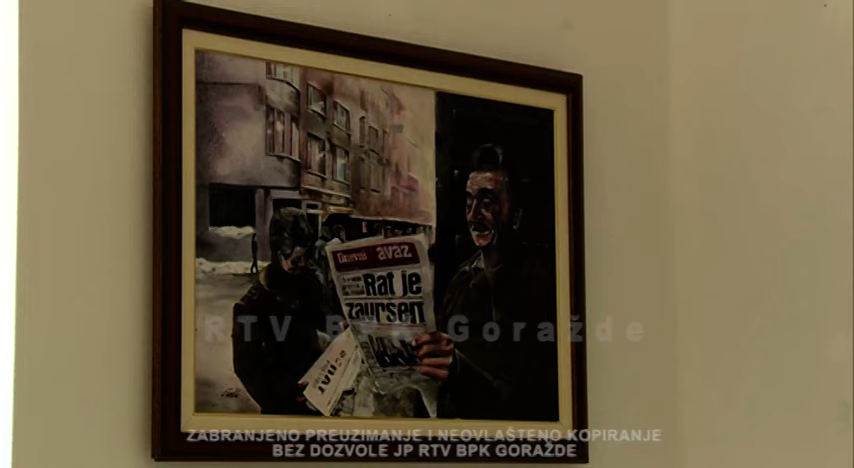 Dnevni avaz
Rat je
završen
RTV BPK Goražde
ZABRANJENO PREUZIMANJE I NEOVLAŠTENO KOPIRANJE
BEZ DOZVOLE JP RTV BPK GORAŽDE